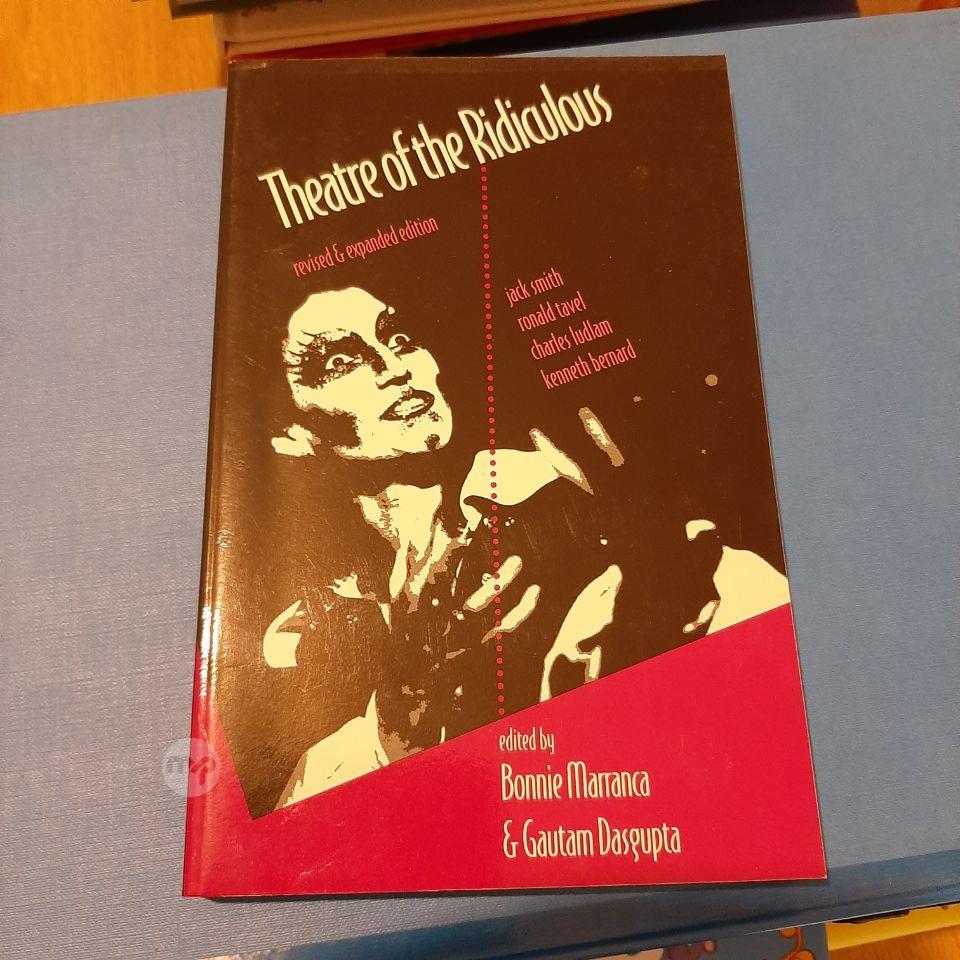 Theatre of the Ridiculous
revised & expanded edition
jack smith
ronald tavel
charles ludlam
kenneth bernard
edited by
Bonnie Marranca
& Gautam Dasgupta